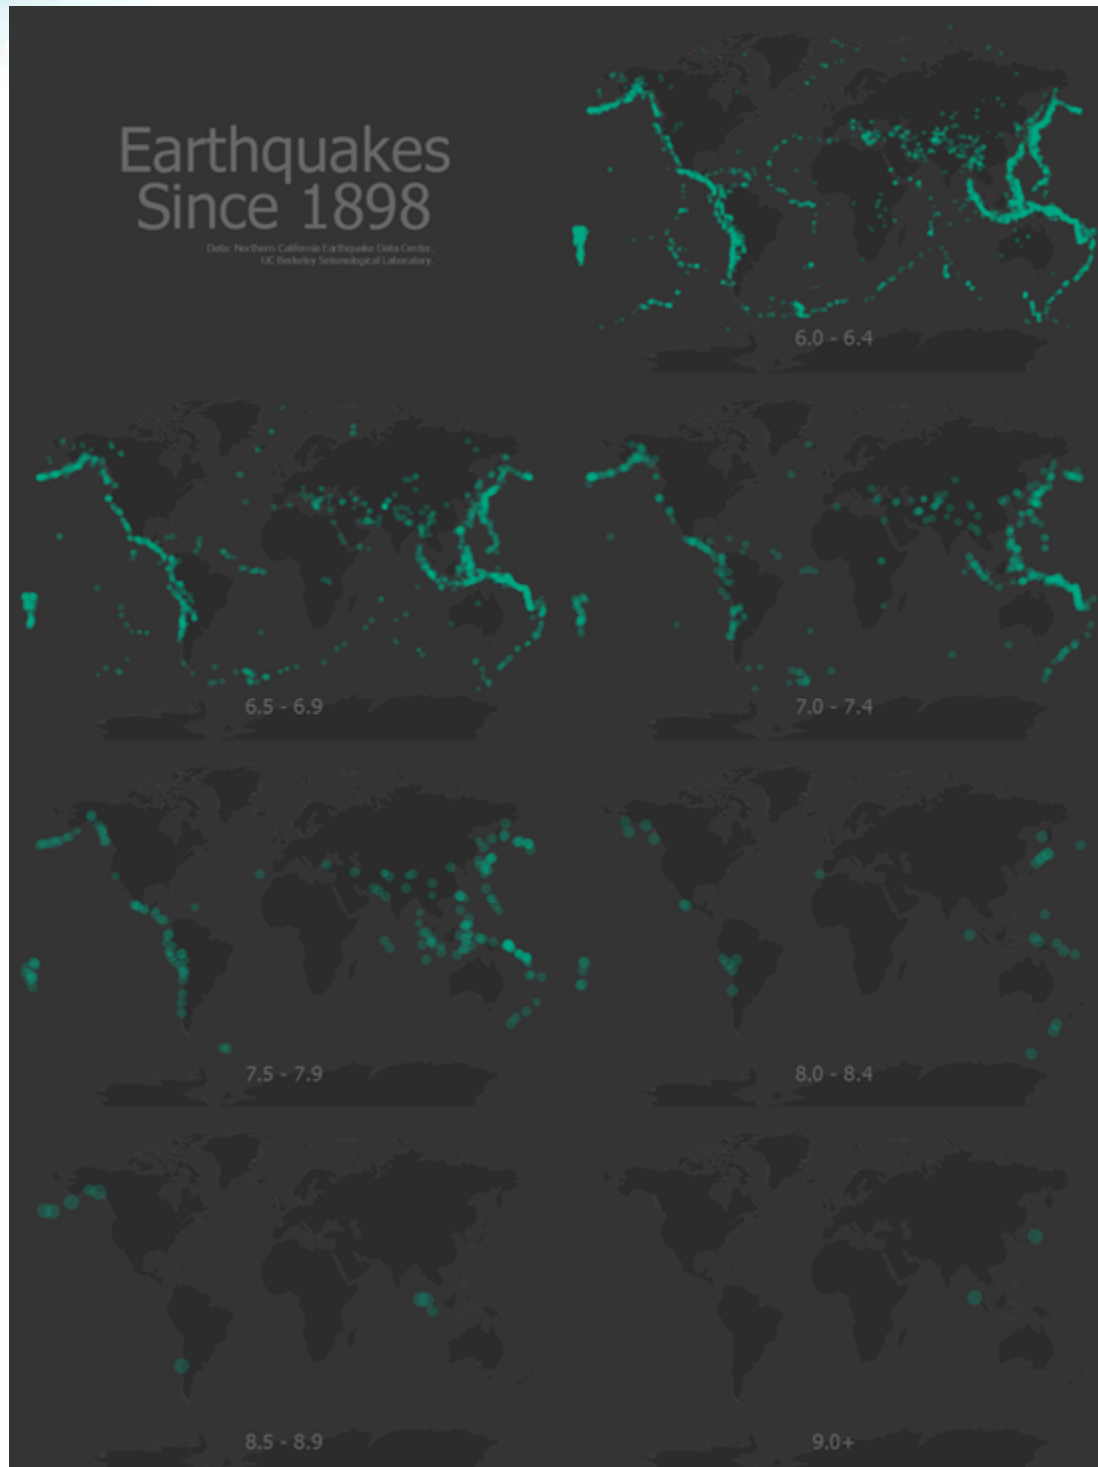 Earthquakes
Since 1898
Data: Northern California Earthquake Data Center.
UC Berkeley Seismological Laboratory.
6.0 - 6.4
6.5 - 6.9
7.0 - 7.4
7.5 - 7.9
8.0 - 8.4
8.5 - 8.9
9.0+